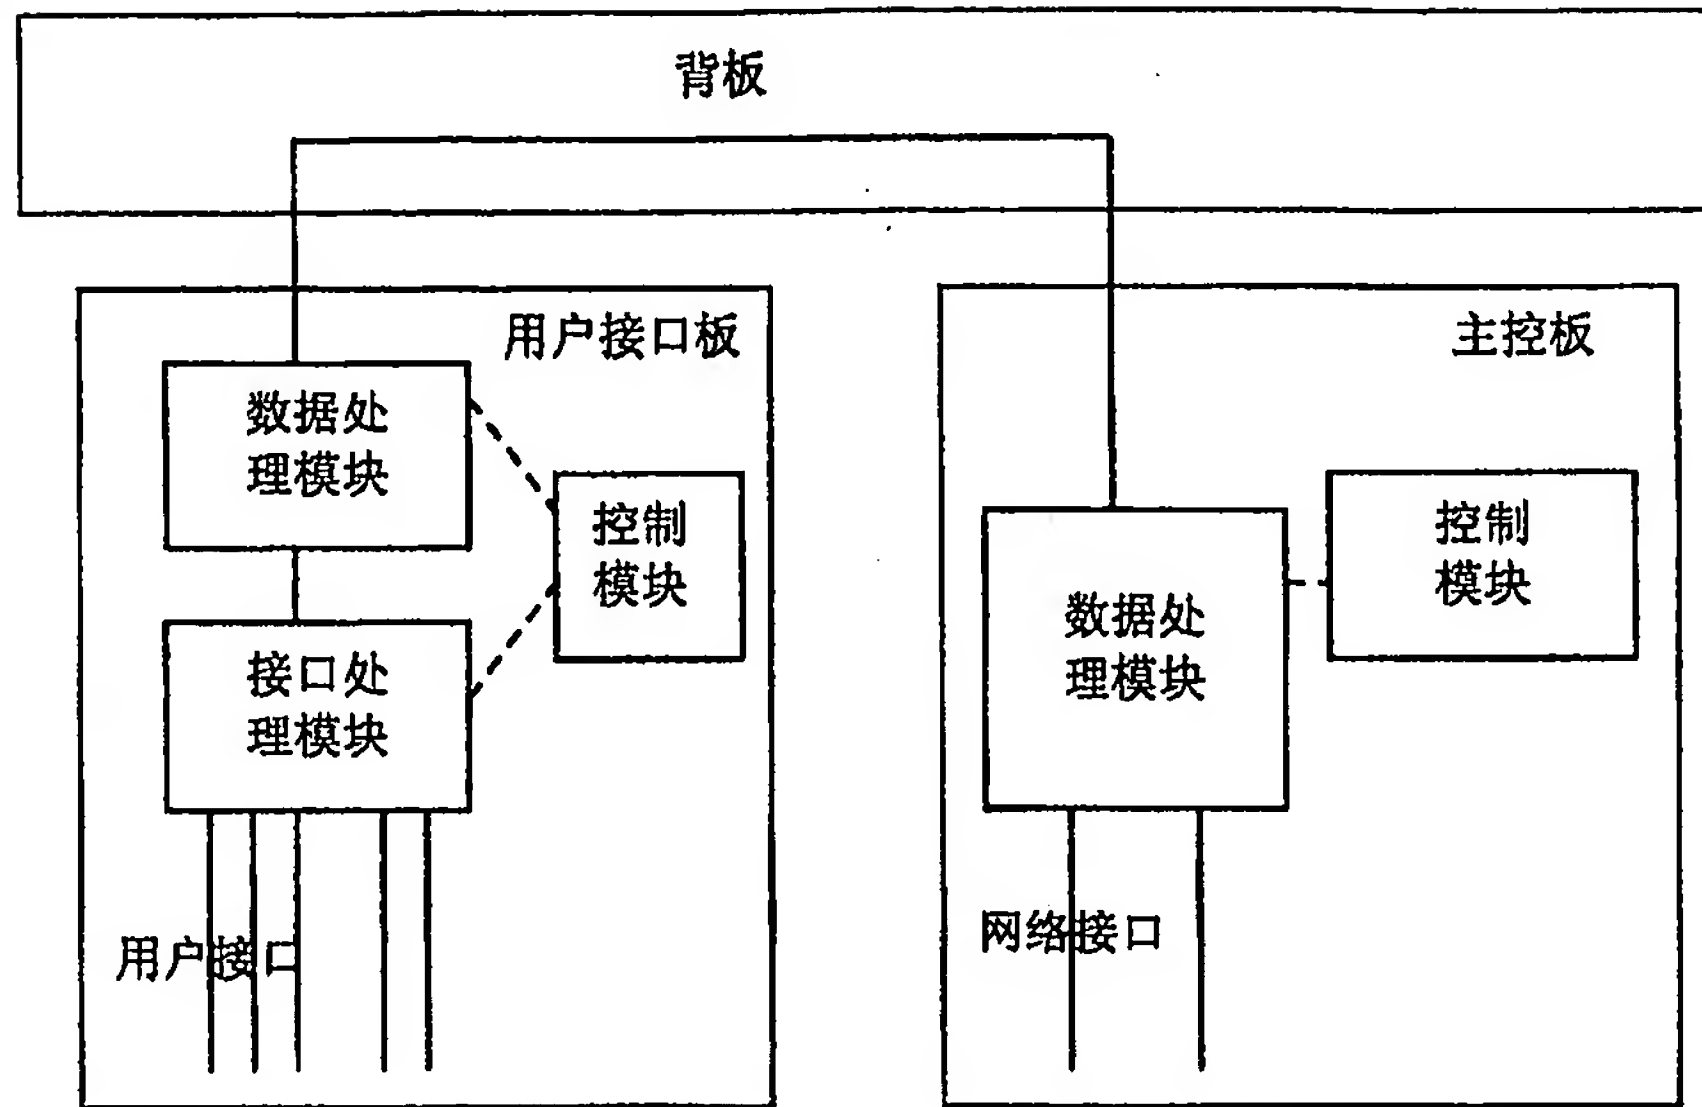 背板
用户接口板
数据处
理模块
控制
模块
接口处
理模块
用户接口
主控板
控制
模块
数据处
理模块
网络接口